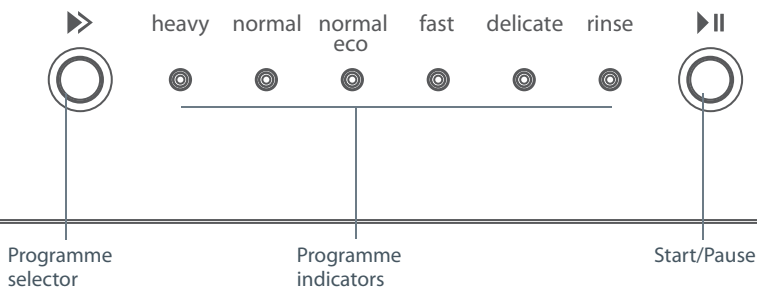 heavy normal normal fast delicate rinse
eco
Programme Programme Start/Pause
selector indicators